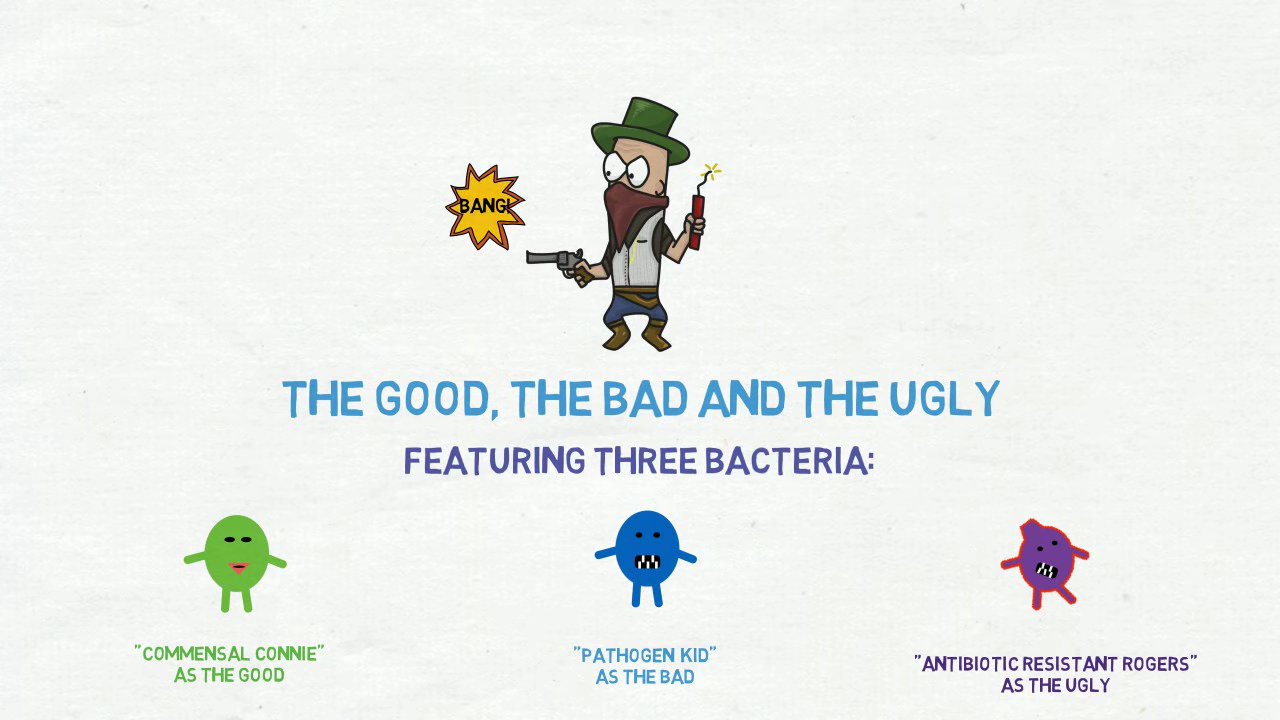 BANG!
THE GOOD, THE BAD AND THE UGLY
FEATURING THREE BACTERIA:
"COMMENSAL CONNIE"
AS THE GOOD
"PATHOGEN KID"
AS THE BAD
"ANTIBIOTIC RESISTANT ROGERS"
AS THE UGLY